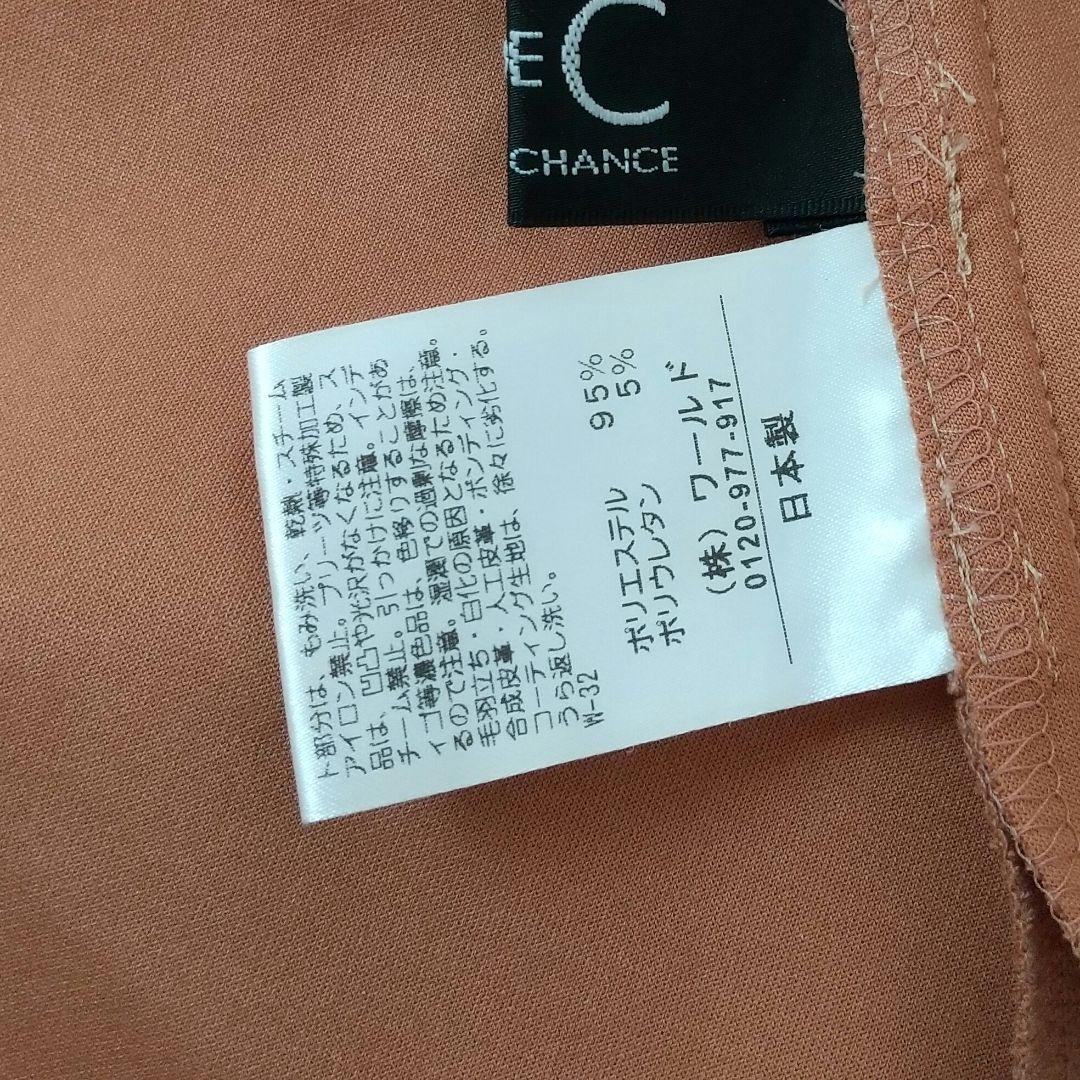 E C
CHANCE
ト部分は、もみ洗い、乾熱・スチーム
アイロン禁止。プリーツ等特殊加工製
品は、凹凸や光沢がなくなるため、ス
チーム禁止。引っかけに注意。インデ
ィゴ等濃色品は、色移りすることがあ
るので注意。湿潤での過剰な摩擦は、
毛羽立ち・白化の原因となるため注意。
合成皮革・人工皮革・ボンディング・
コーティング生地は、徐々に劣化する。
うら返し洗い。
W-32
ポリエステル 95%
ポリウレタン 5%
(株)ワールド
0120-977-917
日本製